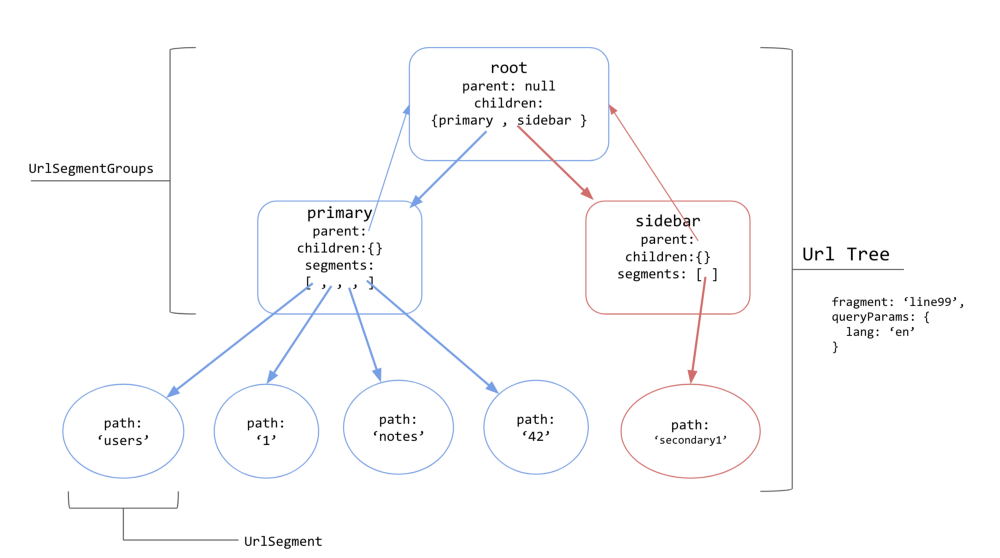 root
parent: null
children:
{primary , sidebar }
UrlSegmentGroups
primary
parent:
children:{}
segments:
[ , , , ]
sidebar
parent:
children:{}
segments: [ ]
Url Tree
fragment: ‘line99’,
queryParams: {
lang: ‘en’
}
path:
‘users’
path:
‘1’
path:
‘notes’
path:
‘42’
path:
‘secondary1’
UrlSegment